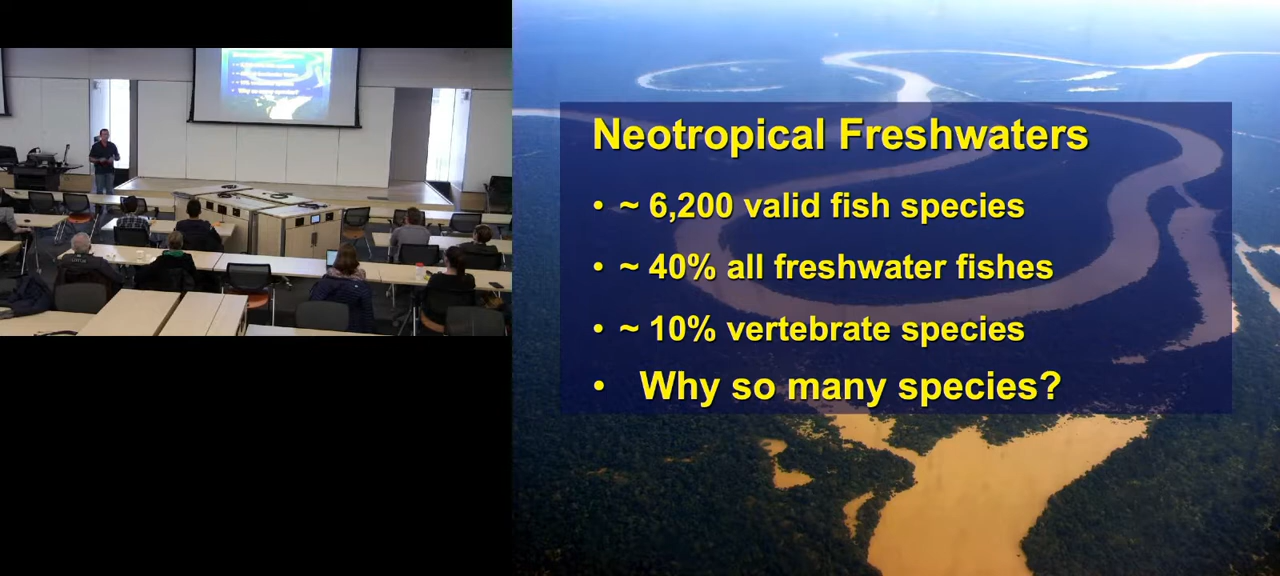 Neotropical Freshwaters
• ~ 6,200 valid fish species
• ~ 40% all freshwater fishes
• ~ 10% vertebrate species
• Why so many species?